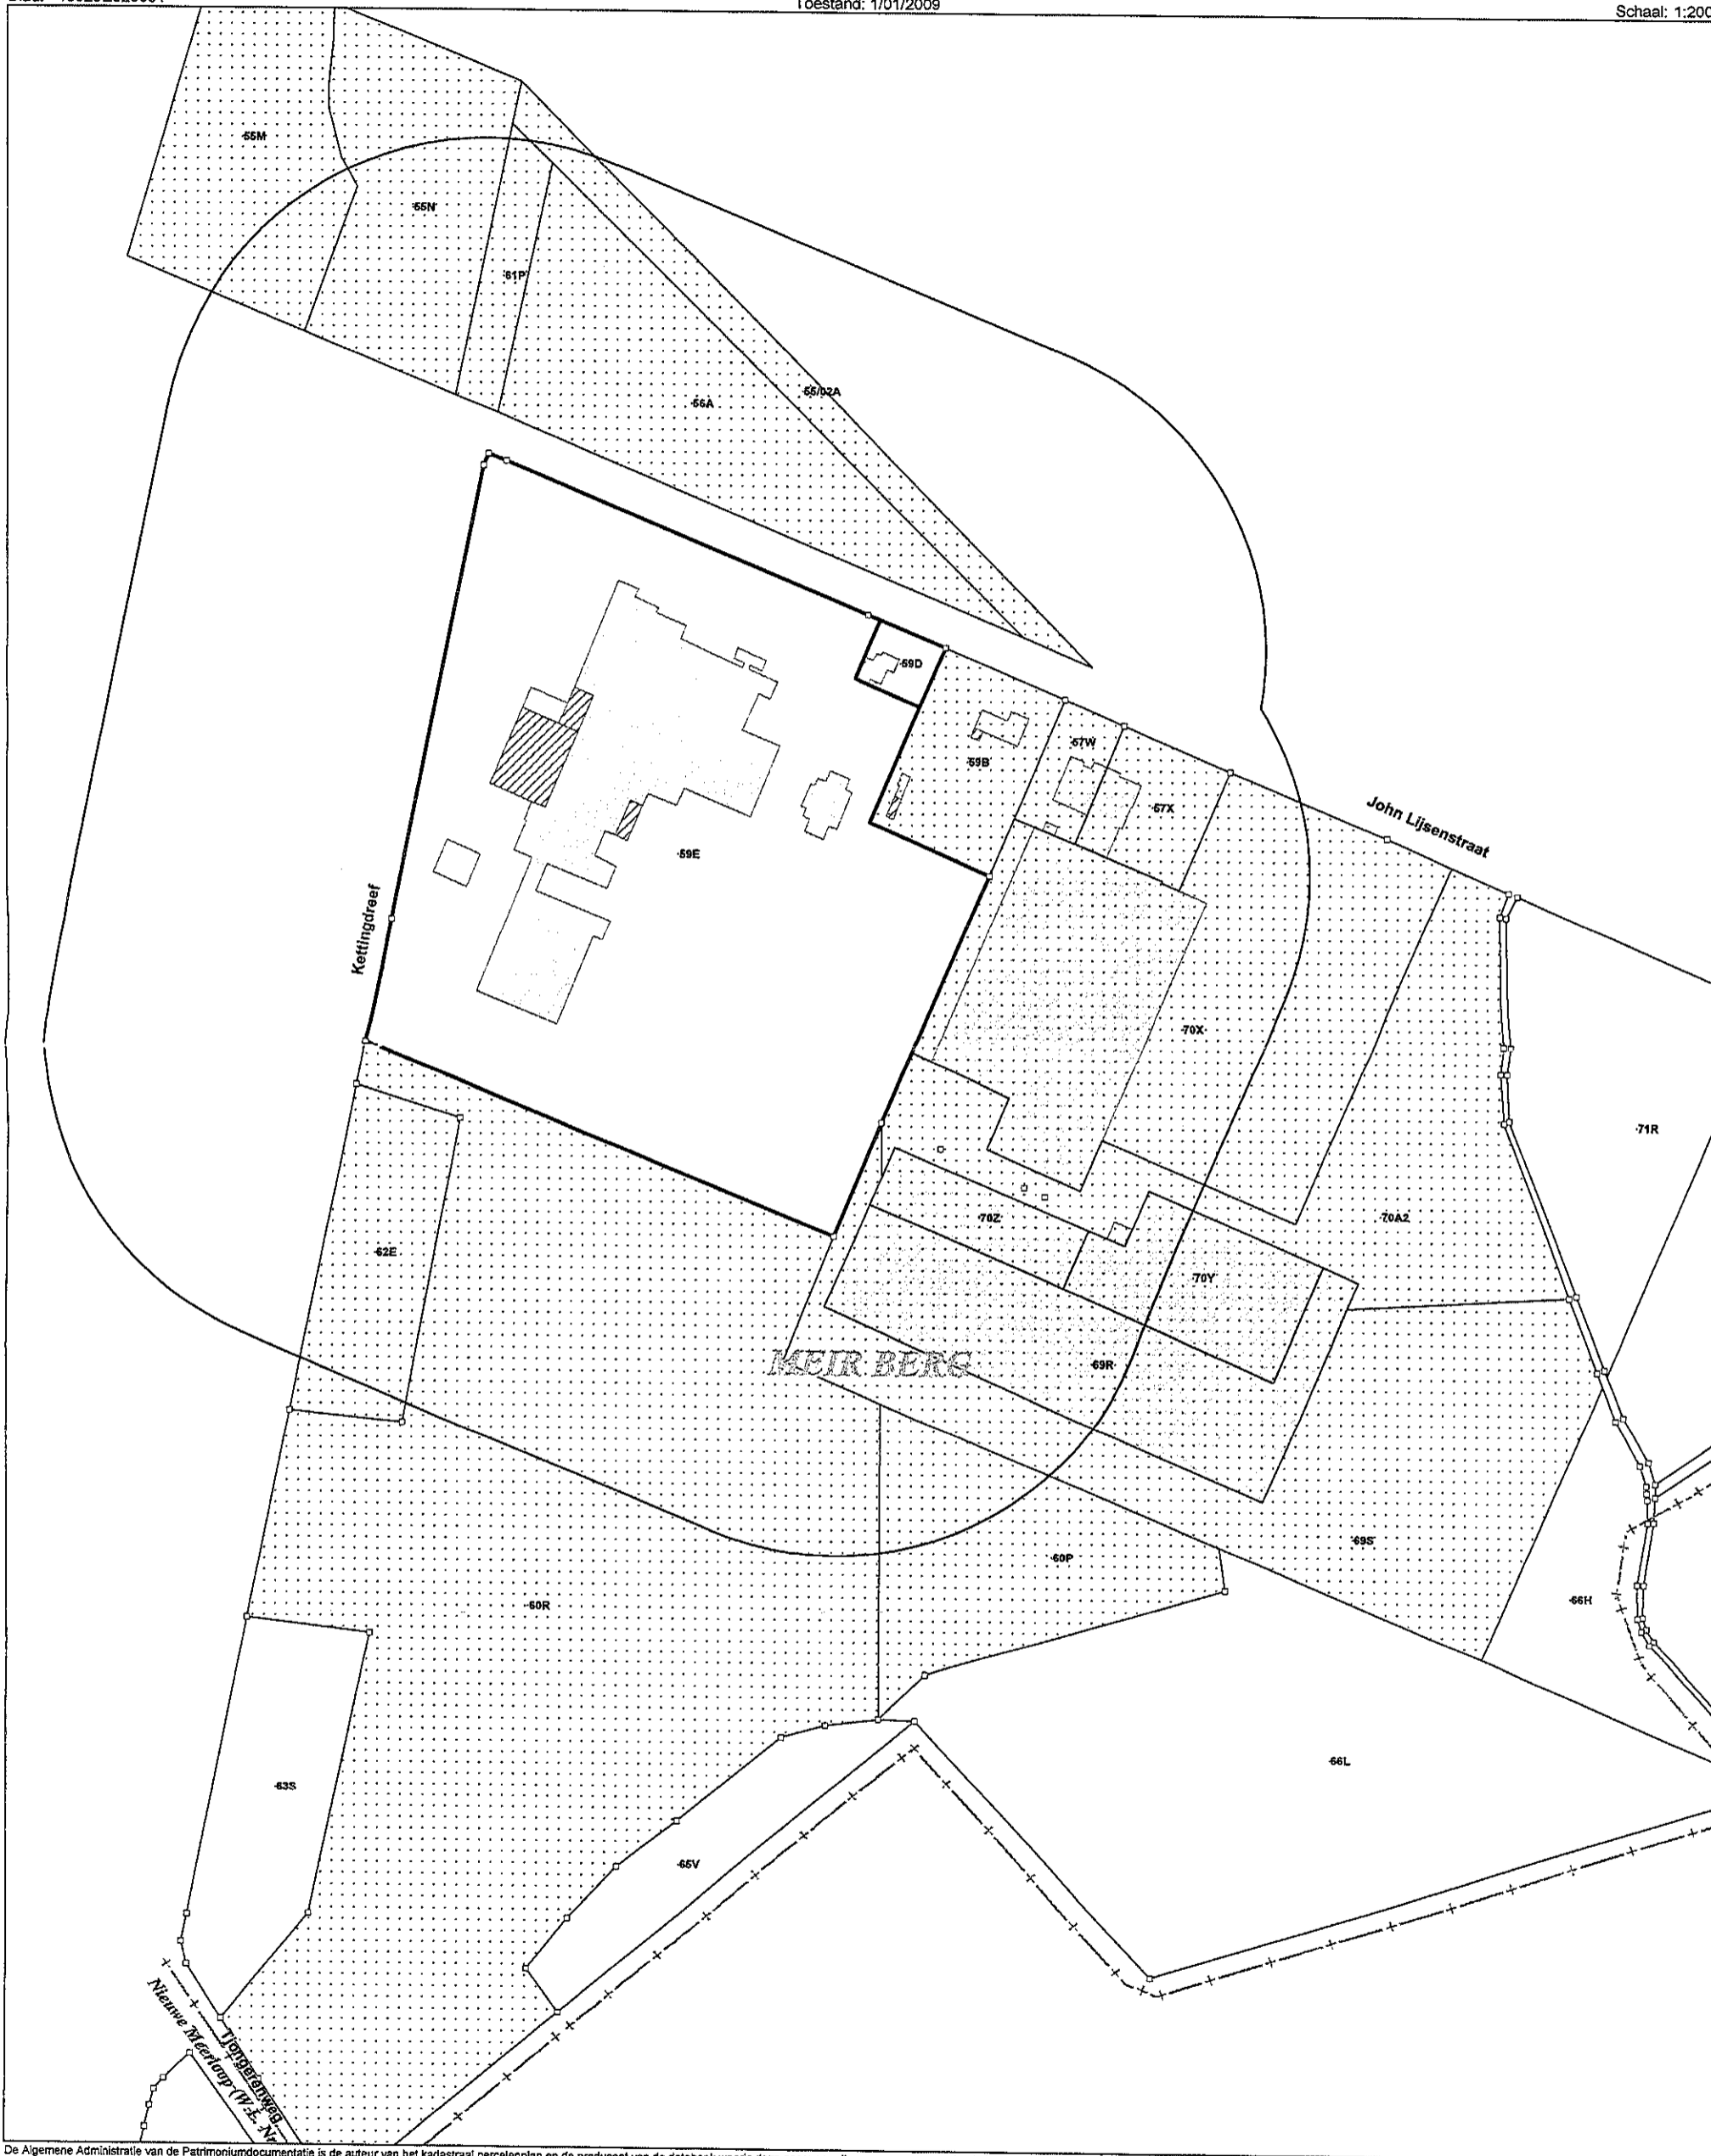 Toestand: 1/01/2009
Schaal: 1:200
55M
55N
61P
56A
55/02A
59D
59B
57W
57X
John Lijsenstraat
59E
Kettingdreef
70X
71R
70A2
70Z
62E
70Y
MEIR BERG
69R
69S
60P
60R
66H
66L
63S
65V
Nieuwe Meerloop (W.E. Nr
Tjongerenweg
De Algemene Administratie van de Patrimoniumdocumentatie is de auteur van het kadastraal percelenplan en de producent van de databank